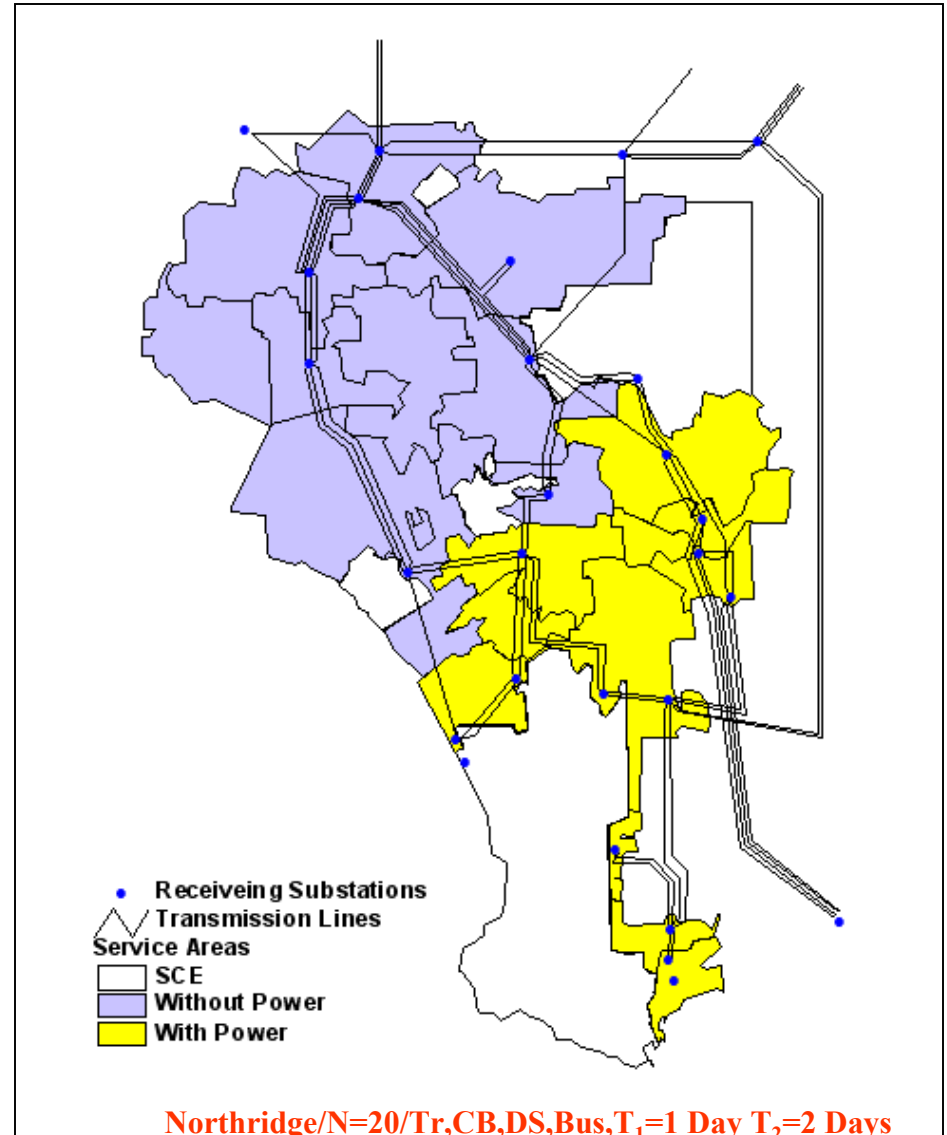 Receiveing Substations
Transmission Lines
Service Areas
SCE
Without Power
With Power
Northridge/N=20/Tr,CB,DS,Bus,T₁=1 Day T₂=2 Days